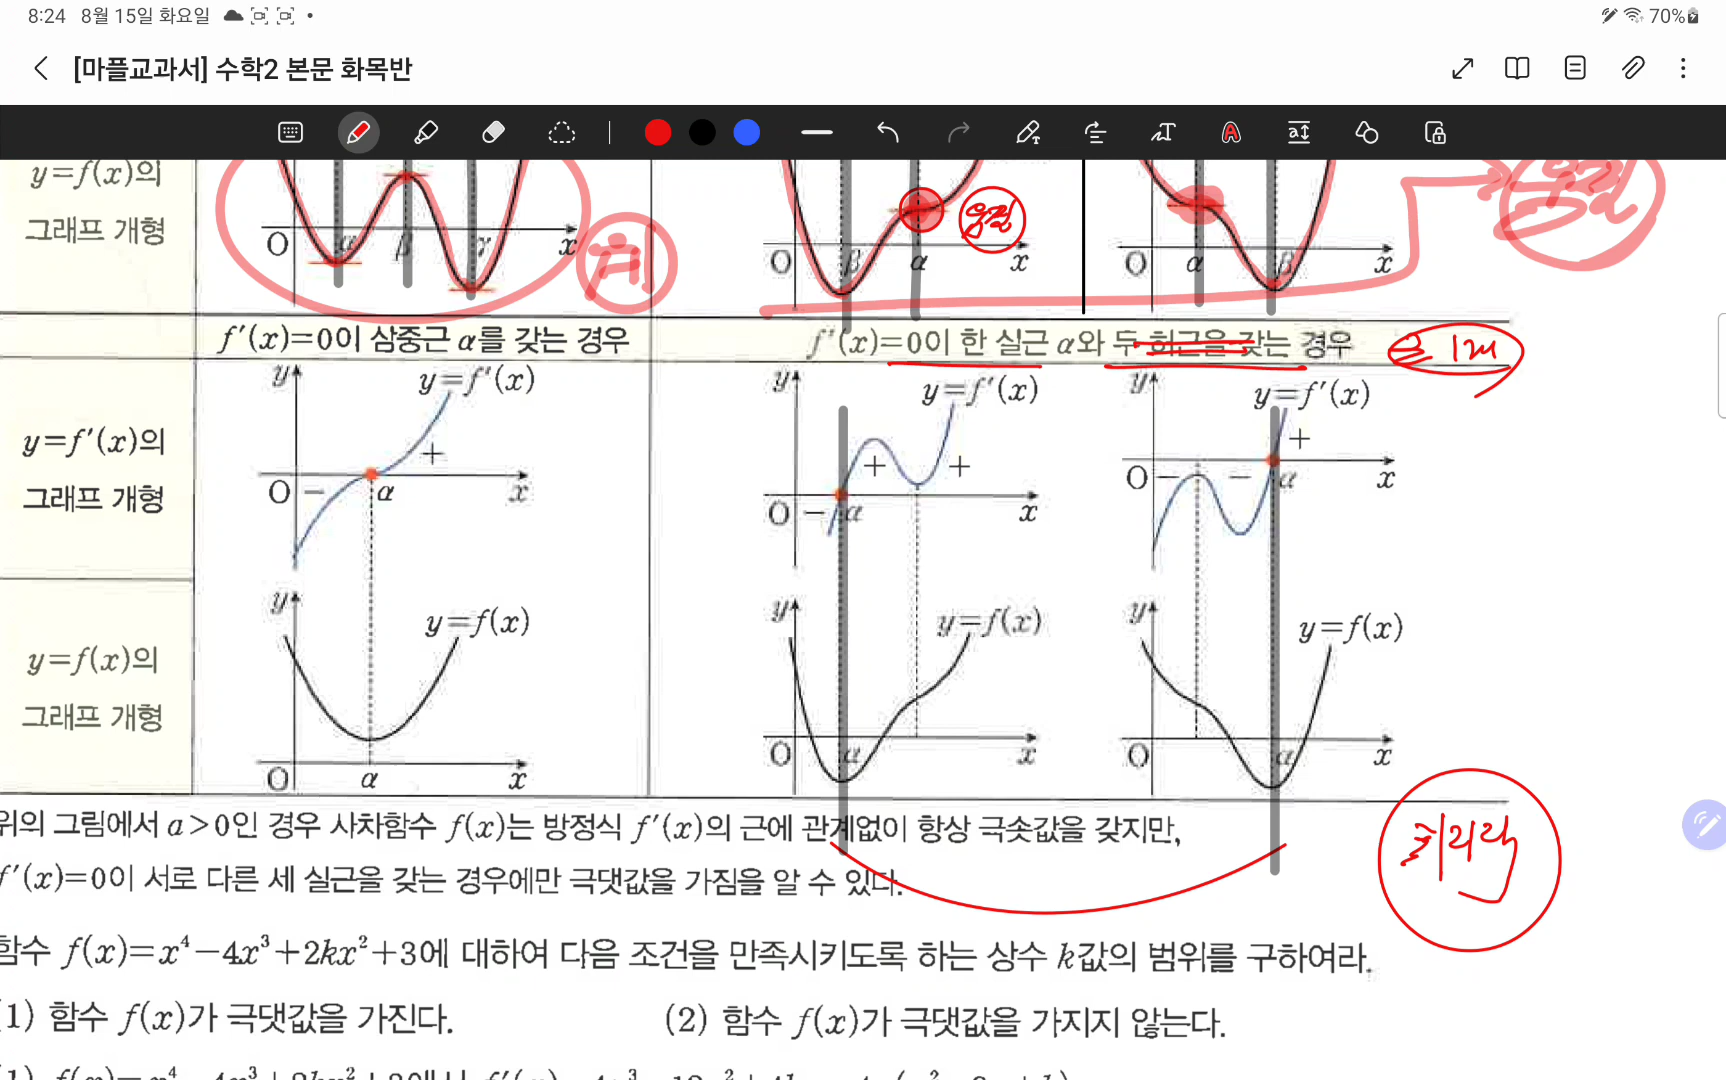 8:24 8월 15일 화요일 70%
[마플교과서] 수학2 본문 화목반
y=f(x)의
그래프 개형
O α β γ x
O β α x
변곡점
O α β x
f′(x)=0이 삼중근 α를 갖는 경우
f′(x)=0이 한 실근 α와 두 허근을 갖는 경우
y=f′(x)의
그래프 개형
y y=f′(x)
+
O − α x
y y=f′(x)
+ +
O − α x
y y=f′(x)
+
O − − α x
y=f(x)의
그래프 개형
y y=f(x)
O α x
y y=f(x)
O α x
y y=f(x)
O α x
위의 그림에서 a>0인 경우 사차함수 f(x)는 방정식 f′(x)의 근에 관계없이 항상 극솟값을 갖지만,
f′(x)=0이 서로 다른 세 실근을 갖는 경우에만 극댓값을 가짐을 알 수 있다.
함수 f(x)=x⁴−4x³+2kx²+3에 대하여 다음 조건을 만족시키도록 하는 상수 k값의 범위를 구하여라.
(1) 함수 f(x)가 극댓값을 가진다. (2) 함수 f(x)가 극댓값을 가지지 않는다.